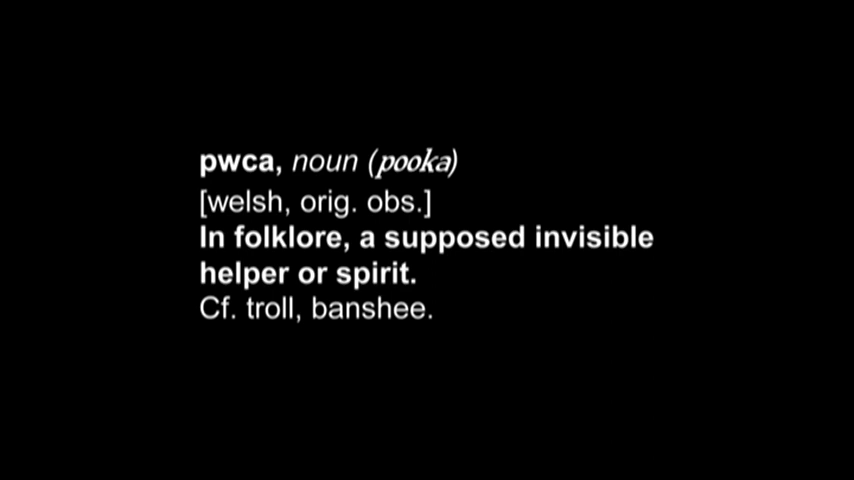 pwca, noun (pooka)
[welsh, orig. obs.]
In folklore, a supposed invisible
helper or spirit.
Cf. troll, banshee.